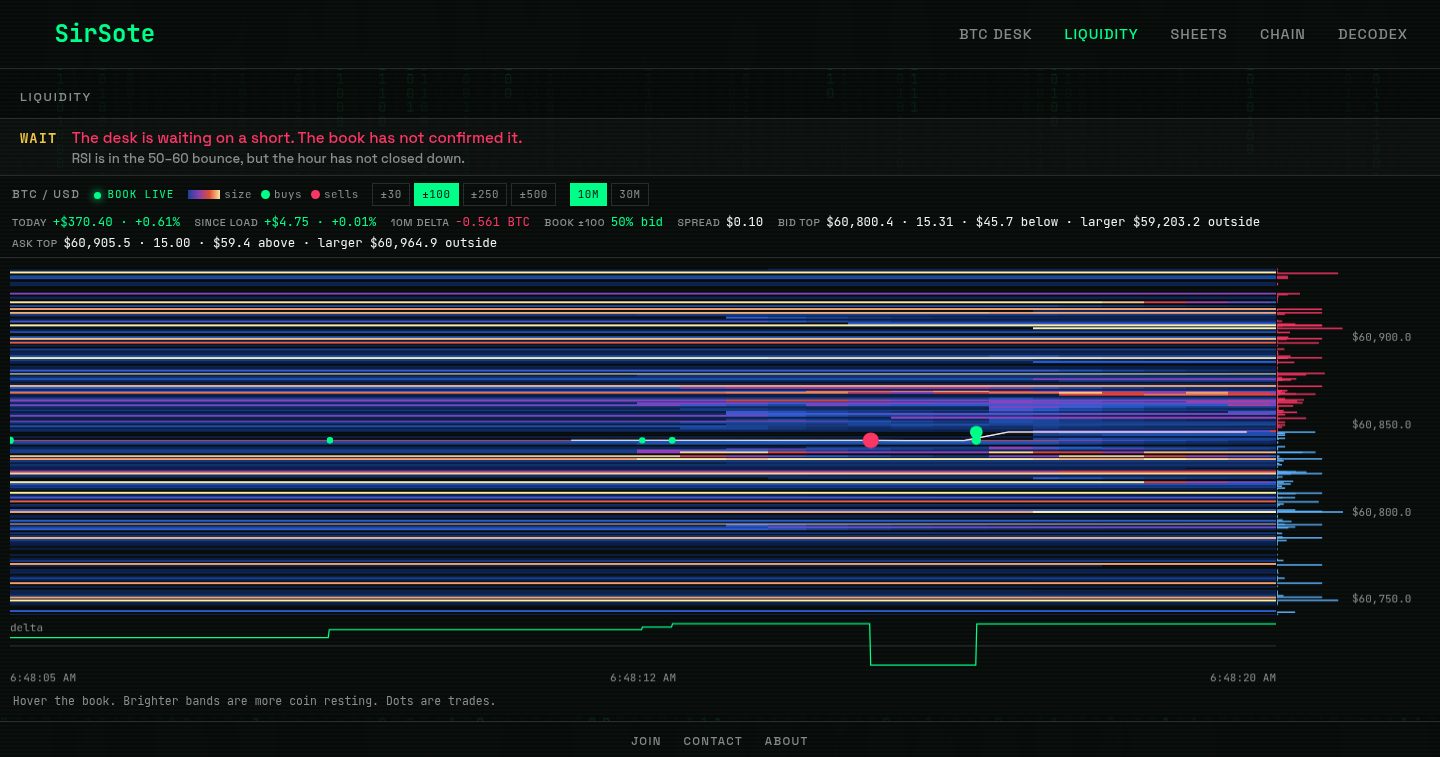 SirSote
BTC DESK LIQUIDITY SHEETS CHAIN DECODEX
LIQUIDITY
WAIT The desk is waiting on a short. The book has not confirmed it.
RSI is in the 50–60 bounce, but the hour has not closed down.
BTC / USD BOOK LIVE size buys sells ±30 ±100 ±250 ±500 10M 30M
TODAY +$370.40 · +0.61% SINCE LOAD +$4.75 · +0.01% 10M DELTA -0.561 BTC BOOK ±100 50% bid SPREAD $0.10 BID TOP $60,800.4 · 15.31 · $45.7 below · larger $59,203.2 outside
ASK TOP $60,905.5 · 15.00 · $59.4 above · larger $60,964.9 outside
$60,900.0
$60,850.0
$60,800.0
$60,750.0
delta
6:48:05 AM 6:48:12 AM 6:48:20 AM
Hover the book. Brighter bands are more coin resting. Dots are trades.
JOIN CONTACT ABOUT